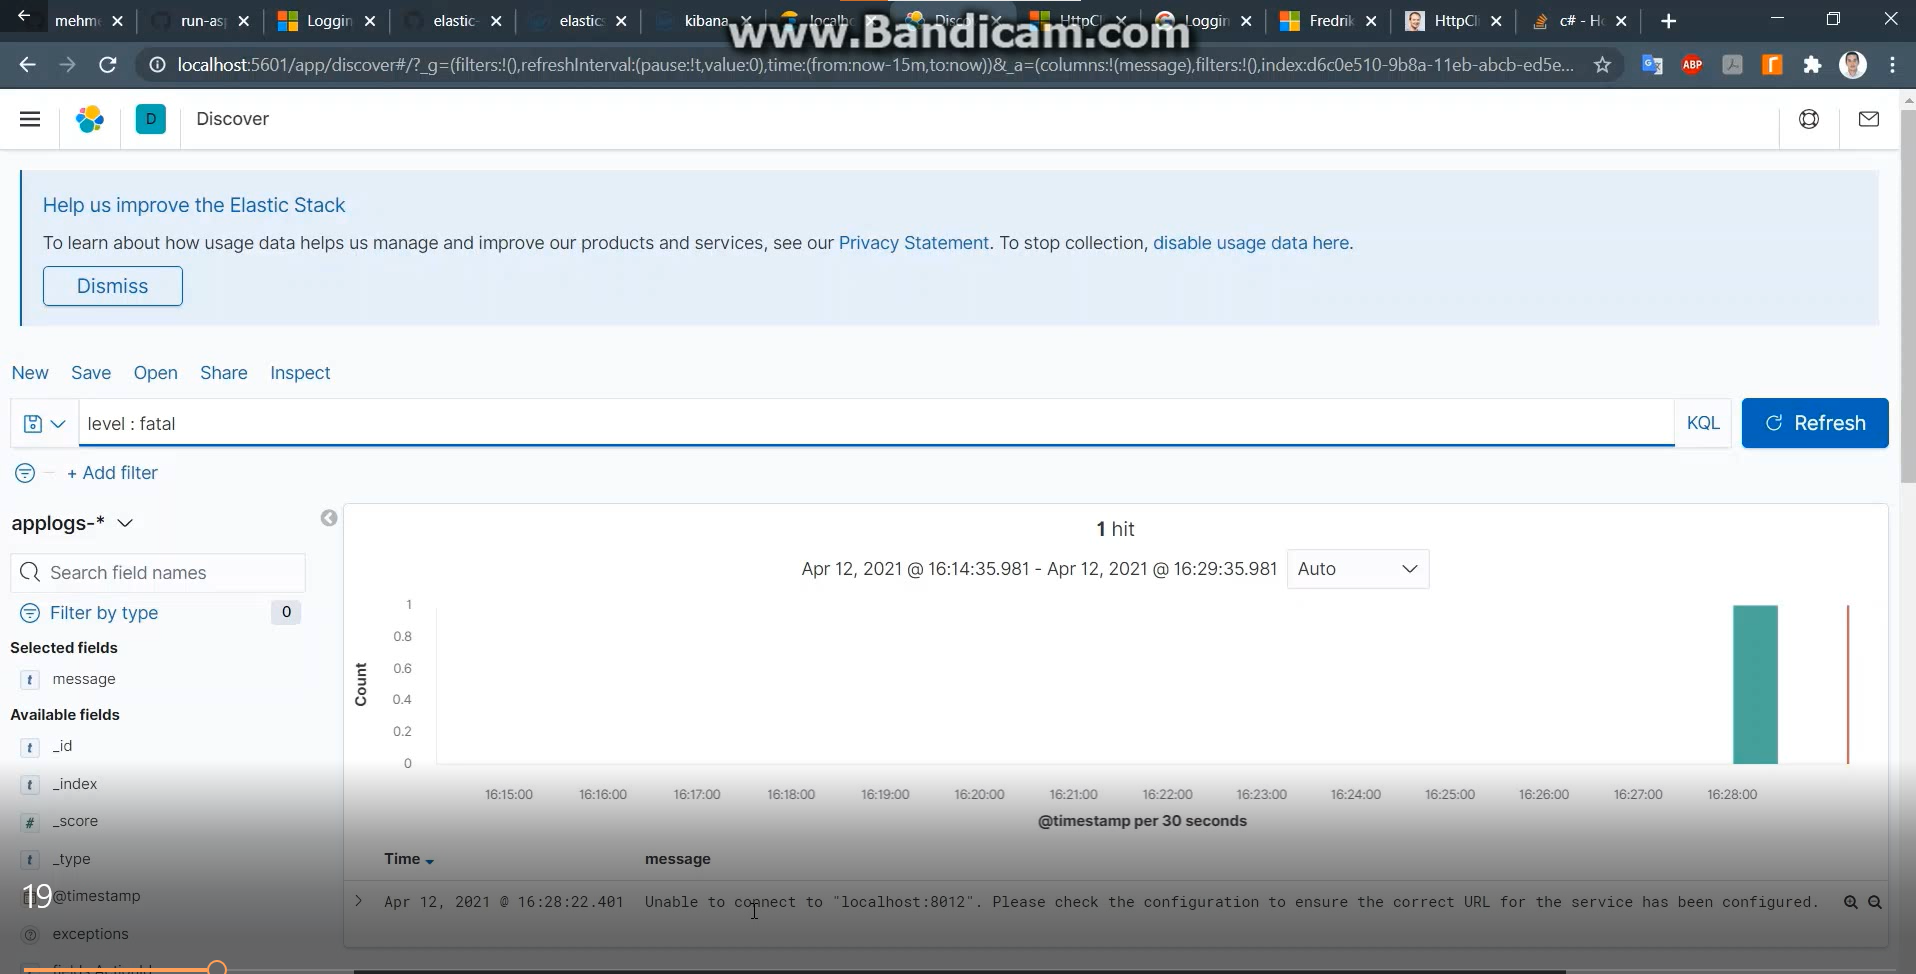 mehm
run-asp
Loggin
elastic-
elastics
kibana
localho
Disco
HttpCl
Loggin
Fredrik
HttpCli
c# - Ho
www.Bandicam.com
localhost:5601/app/discover#/?_g=(filters:!(),refreshInterval:(pause:!t,value:0),time:(from:now-15m,to:now))&_a=(columns:!(message),filters:!(),index:d6c0e510-9b8a-11eb-abcb-ed5e...
ABP
D
Discover
Help us improve the Elastic Stack
To learn about how usage data helps us manage and improve our products and services, see our Privacy Statement. To stop collection, disable usage data here.
Dismiss
New Save Open Share Inspect
level : fatal
KQL
Refresh
+ Add filter
applogs-*
1 hit
Search field names
Apr 12, 2021 @ 16:14:35.981 - Apr 12, 2021 @ 16:29:35.981
Auto
Filter by type 0
Selected fields
t message
Available fields
t _id
t _index
# _score
t _type
19
@timestamp
exceptions
fields.ActionId
Count
1
0.8
0.6
0.4
0.2
0
16:15:00 16:16:00 16:17:00 16:18:00 16:19:00 16:20:00 16:21:00 16:22:00 16:23:00 16:24:00 16:25:00 16:26:00 16:27:00 16:28:00
@timestamp per 30 seconds
Time message
Apr 12, 2021 @ 16:28:22.401 Unable to connect to "localhost:8012". Please check the configuration to ensure the correct URL for the service has been configured.